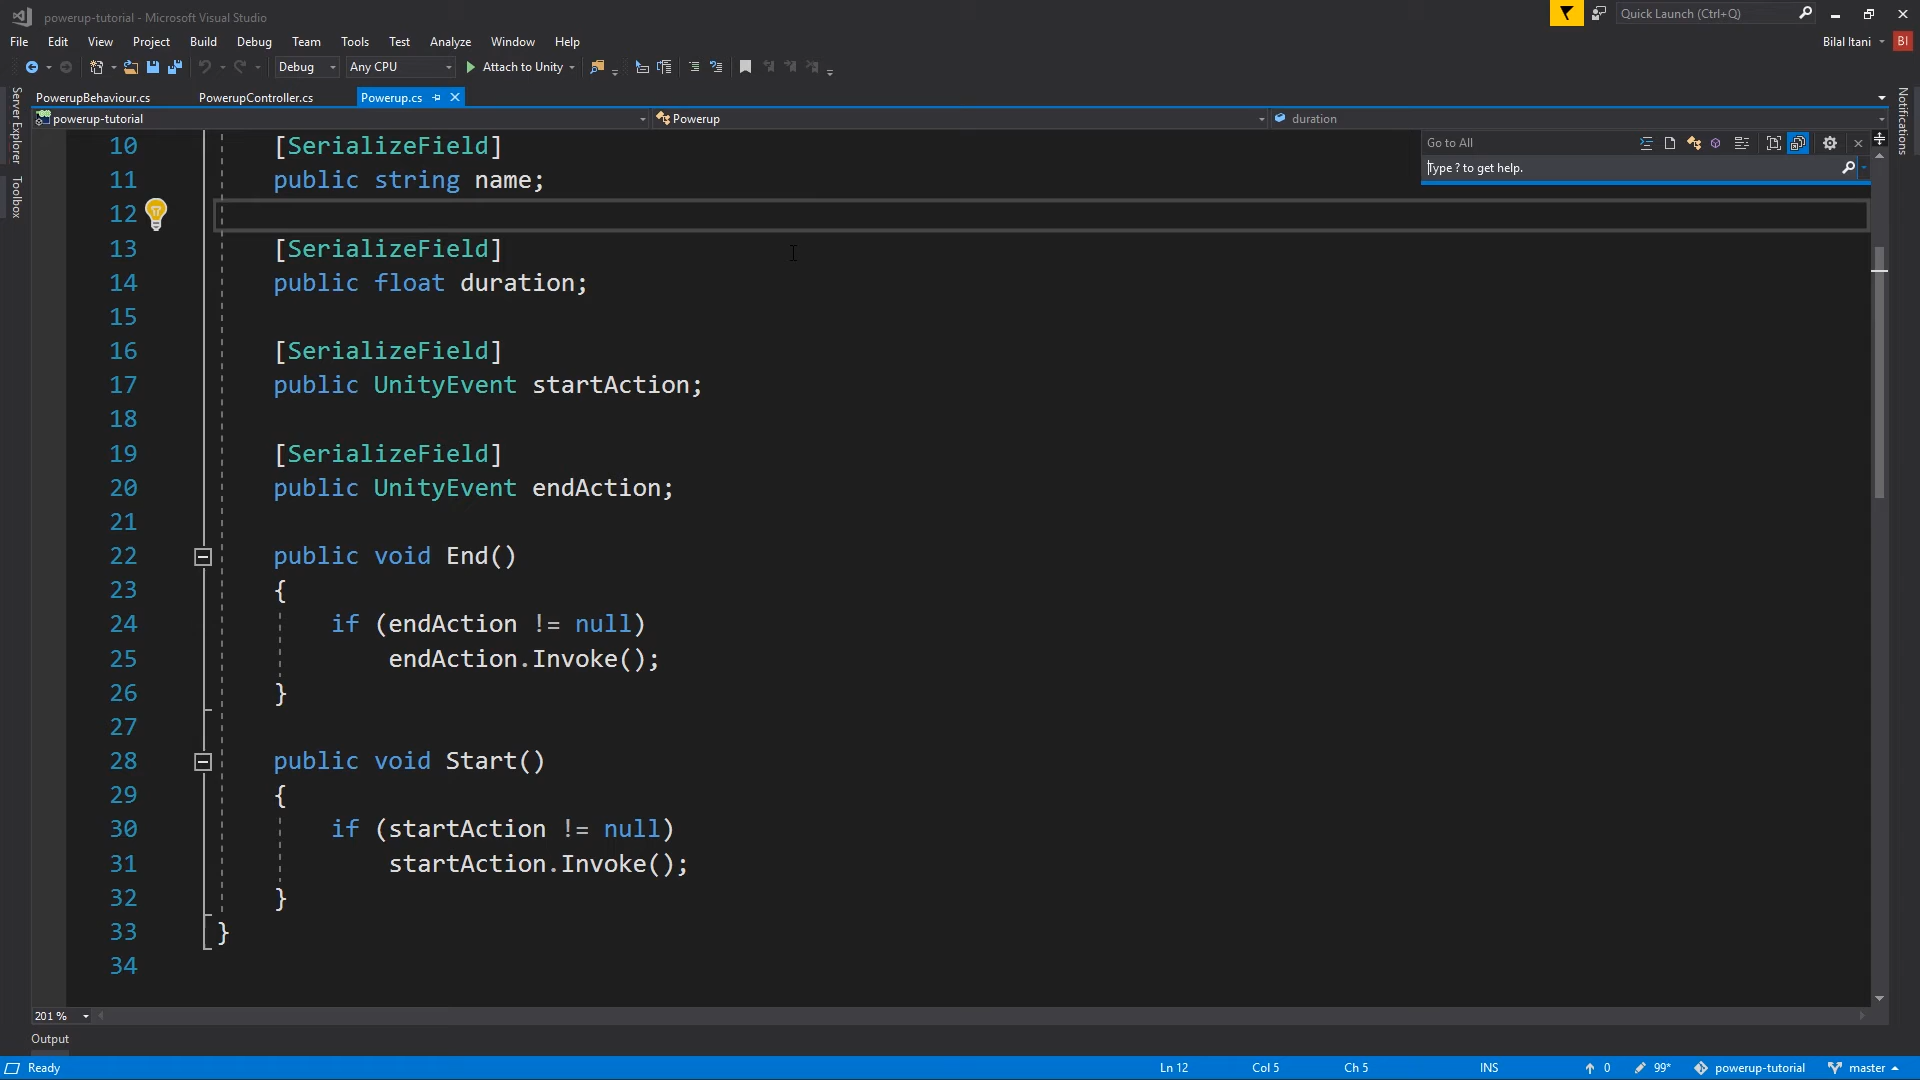 powerup-tutorial - Microsoft Visual Studio
Quick Launch (Ctrl+Q)
File Edit View Project Build Debug Team Tools Test Analyze Window Help
Bilal Itani BI
Debug Any CPU Attach to Unity
Server Explorer
Toolbox
Notifications
PowerupBehaviour.cs PowerupController.cs Powerup.cs
powerup-tutorial Powerup duration
Go to All
Type ? to get help.
10 [SerializeField]
11 public string name;
12
13 [SerializeField]
14 public float duration;
15
16 [SerializeField]
17 public UnityEvent startAction;
18
19 [SerializeField]
20 public UnityEvent endAction;
21
22 public void End()
23 {
24 if (endAction != null)
25 endAction.Invoke();
26 }
27
28 public void Start()
29 {
30 if (startAction != null)
31 startAction.Invoke();
32 }
33 }
34
201 %
Output
Ready Ln 12 Col 5 Ch 5 INS 0 99* powerup-tutorial master